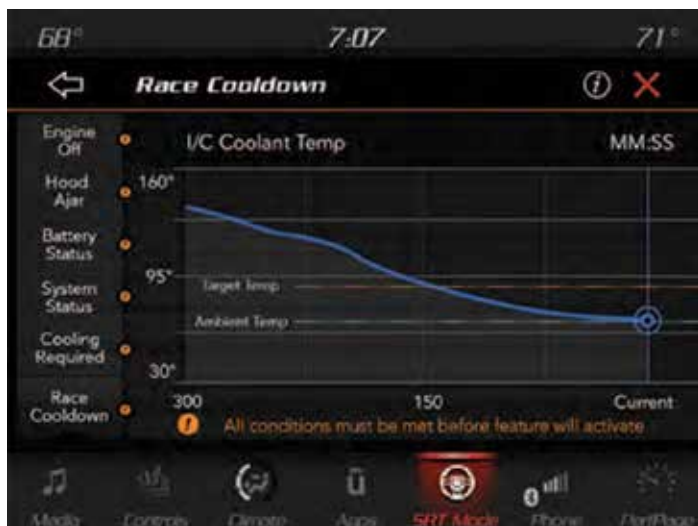 68°
7:07
71°
Race Cooldown
Engine
Off
I/C Coolant Temp
MM:SS
Hood
Ajar
160°
Battery
Status
95°
Target Temp
System
Status
Ambient Temp
Cooling
Required
30°
Race
Cooldown
300
150
Current
! All conditions must be met before feature will activate
Media
Controls
Climate
Apps
SRT Mode
Phone